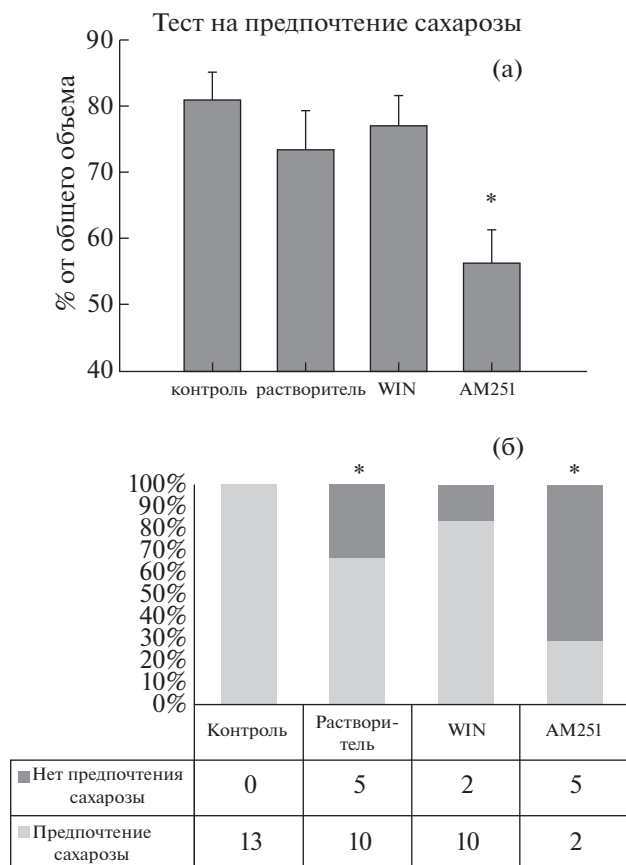 Тест на предпочтение сахарозы
(а)
90
80
70
60
50
40
% от общего объема
*
контроль растворитель WIN AM251
(б)
* *
100%
90%
80%
70%
60%
50%
40%
30%
20%
10%
0%
Контроль Раствори- WIN AM251
тель
Нет предпочтения 0 5 2 5
сахарозы
Предпочтение 13 10 10 2
сахарозы